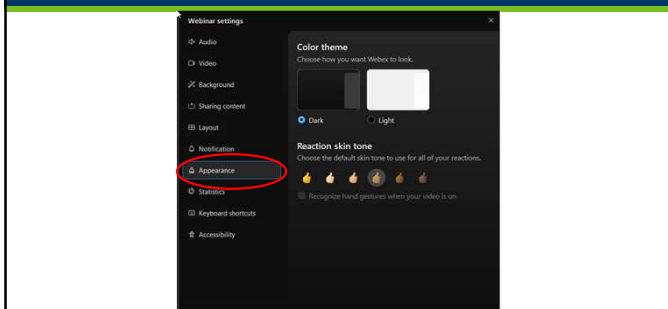 Webinar settings
Audio
Video
Background
Sharing content
Layout
Notification
Appearance
Statistics
Keyboard shortcuts
Accessibility
Color theme
Choose how you want Webex to look.
Dark
Light
Reaction skin tone
Choose the default skin tone to use for all of your reactions.
Recognize hand gestures when your video is on